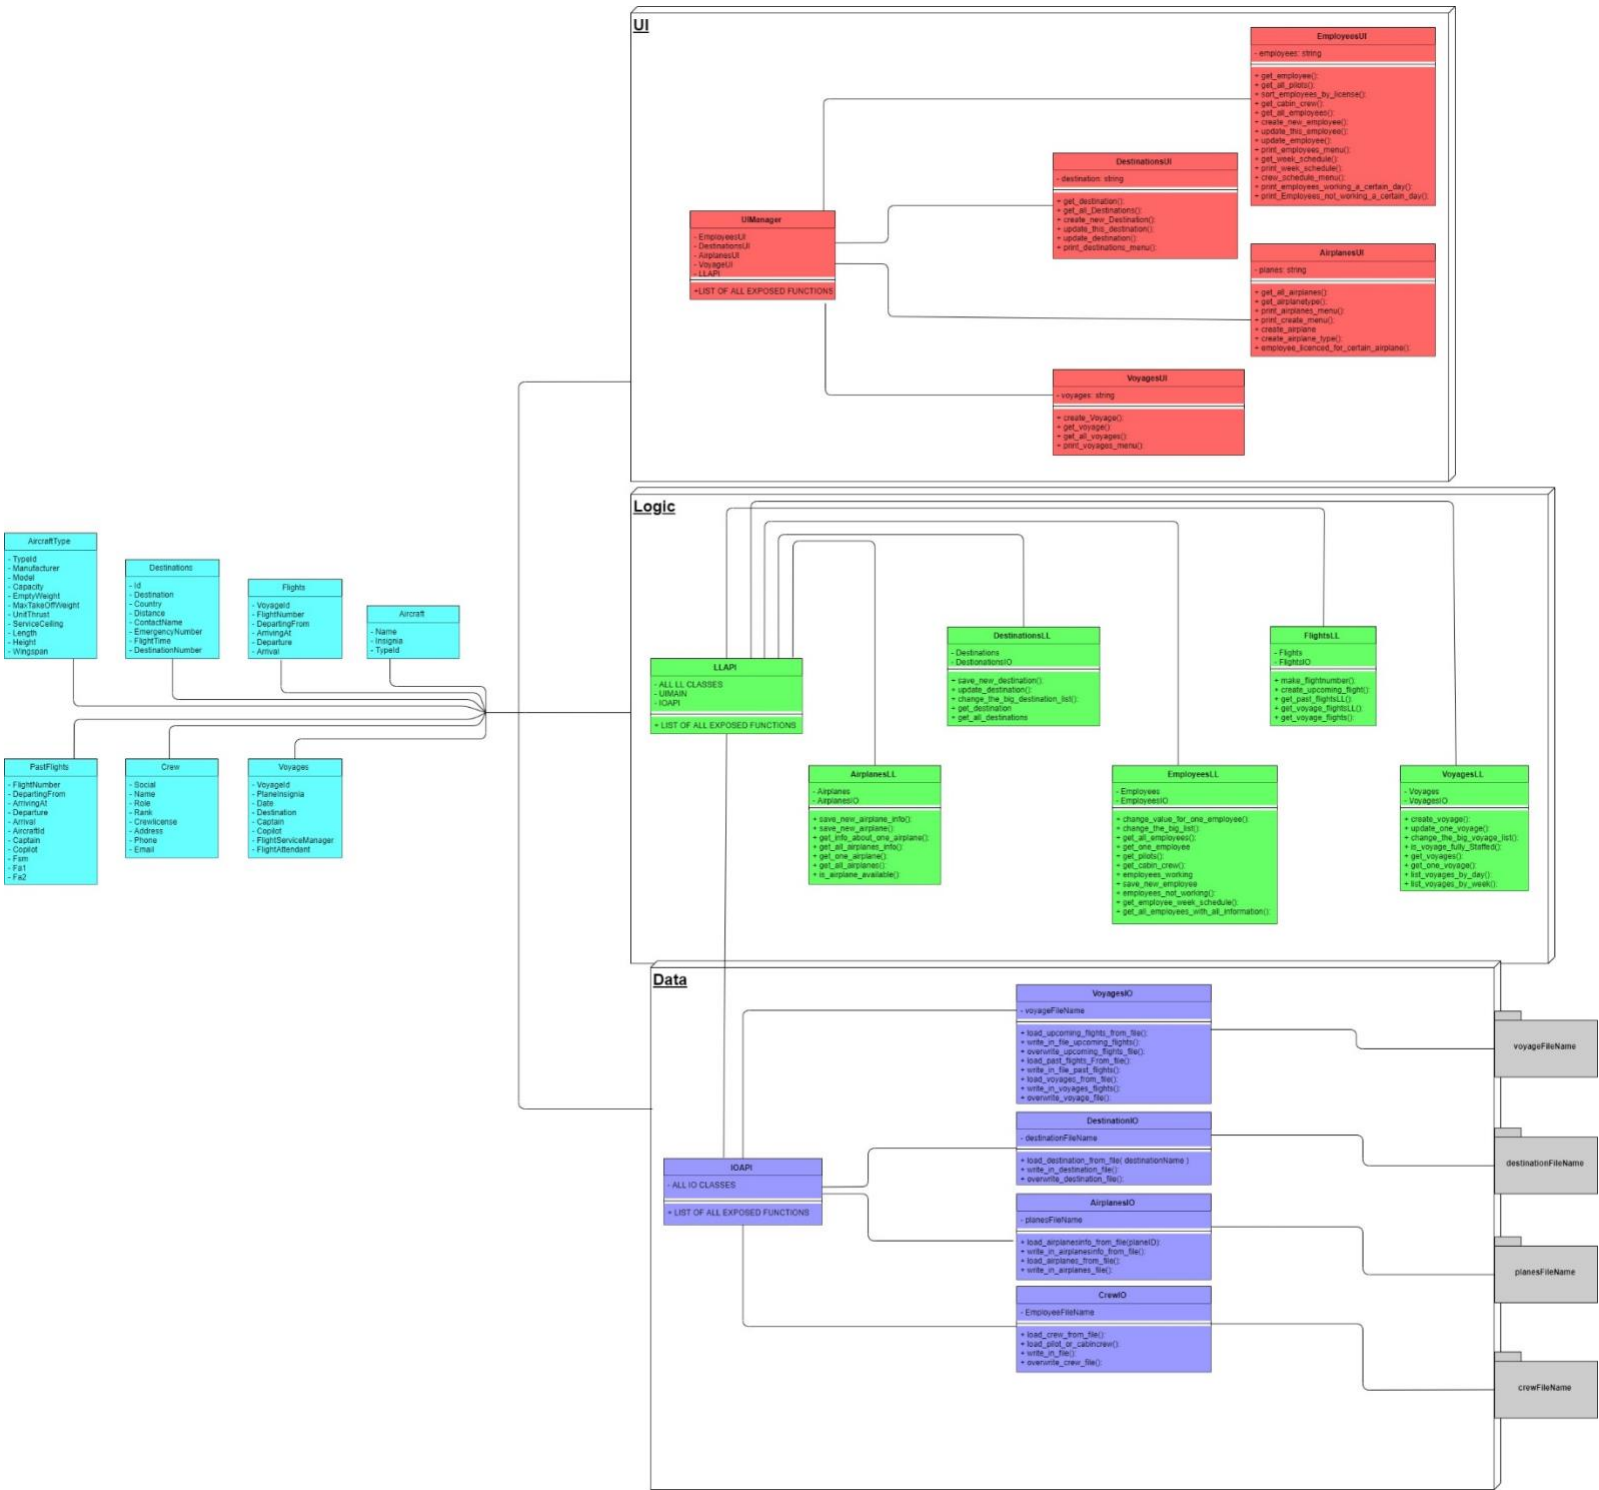 UI
EmployeesUI
- employees: string
+ get_employee():
+ get_all_pilots():
+ sort_employees_by_license():
+ get_cabin_crew():
+ get_all_employees():
+ create_new_employee():
+ update_this_employee():
+ update_employee():
+ print_employees_menu():
+ get_week_schedule():
+ print_week_schedule():
+ crew_schedule_menu():
+ print_employees_working_a_certain_day():
+ print_Employees_not_working_a_certain_day():
DestinationsUI
- destination: string
+ get_destination():
+ get_all_Destinations():
+ create_new_Destination():
+ update_this_destination():
+ update_destination():
+ print_destinations_menu():
UIManager
- EmployeesUI
- DestinationsUI
- AirplanesUI
- VoyageUI
- LLAPI
+LIST OF ALL EXPOSED FUNCTIONS
AirplanesUI
- planes: string
+ get_all_airplanes()
+ get_airplanetype():
+ print_airplanes_menu():
+ print_create_menu():
+ create_airplane
+ create_airplane_type():
+ employee_licenced_for_certain_airplane():
VoyagesUI
- voyages: string
+ create_Voyage():
+ get_voyage()
+ get_all_voyages():
+ print_voyages_menu():
Logic
AircraftType
- TypeId
- Manufacturer
- Model
- Capacity
- EmptyWeight
- MaxTakeOffWeight
- UnitThrust
- ServiceCeiling
- Length
- Height
- Wingspan
Destinations
- Id
- Destination
- Country
- Distance
- ContactName
- EmergencyNumber
- FlightTime
- DestinationNumber
Flights
- VoyageId
- FlightNumber
- DepartingFrom
- ArrivingAt
- Departure
- Arrival
Aircraft
- Name
- Insignia
- TypeId
PastFlights
- FlightNumber
- DepartingFrom
- ArrivingAt
- Departure
- Arrival
- AircraftId
- Captain
- Copilot
- Fsm
- Fa1
- Fa2
Crew
- Social
- Name
- Role
- Rank
- Crewlicense
- Address
- Phone
- Email
Voyages
- VoyageId
- PlaneInsignia
- Date
- Destination
- Captain
- Copilot
- FlightServiceManager
- FlightAttendant
LLAPI
- ALL LL CLASSES
- UIMAIN
- IOAPI
+ LIST OF ALL EXPOSED FUNCTIONS
DestinationsLL
- Destinations
- DestionationsIO
+ save_new_destination():
+ update_destination():
+ change_the_big_destination_list():
+ get_destination
+ get_all_destinations
FlightsLL
- Flights
- FlightsIO
+ make_flightnumber():
+ create_upcoming_flight():
+ get_past_flightsLL():
+ get_voyage_flightsLL():
+ get_voyage_flights():
AirplanesLL
- Airplanes
- AirplanesIO
+ save_new_airplane_info():
+ save_new_airplane():
+ get_info_about_one_airplane():
+ get_all_airplanes_info():
+ get_one_airplane():
+ get_all_airplanes():
+ is_airplane_available():
EmployeesLL
- Employees
- EmployeesIO
+ change_value_for_one_employee():
+ change_the_big_list():
+ get_all_employees():
+ get_one_employee
+ get_pilots():
+ get_cabin_crew():
+ employees_working
+ save_new_employee
+ employees_not_working():
+ get_employee_week_schedule():
+ get_all_employees_with_all_information():
VoyagesLL
- Voyages
- VoyagesIO
+ create_voyage():
+ update_one_voyage():
+ change_the_big_voyage_list():
+ is_voyage_fully_Staffed():
+ get_voyages():
+ get_one_voyage():
+ list_voyages_by_day():
+ list_voyages_by_week():
Data
VoyagesIO
- voyageFileName
+ load_upcoming_flights_from_file():
+ write_in_file_upcoming_flights():
+ overwrite_upcoming_flights_file():
+ load_past_flights_From_file():
+ write_in_file_past_flights():
+ load_voyages_from_file():
+ write_in_voyages_flights():
+ overwrite_voyage_file():
voyageFileName
DestinationIO
- destinationFileName
+ load_destination_from_file( destinationName )
+ write_in_destination_file():
+ overwrite_destination_file():
destinationFileName
IOAPI
- ALL IO CLASSES
+ LIST OF ALL EXPOSED FUNCTIONS
AirplanesIO
- planesFileName
+ load_airplanesinfo_from_file(planeID):
+ write_in_airplanesinfo_from_file():
+ load_airplanes_from_file():
+ write_in_airplanes_file():
planesFileName
CrewIO
- EmployeeFileName
+ load_crew_from_file():
+ load_pilot_or_cabincrew():
+ write_in_file():
+ overwrite_crew_file():
crewFileName